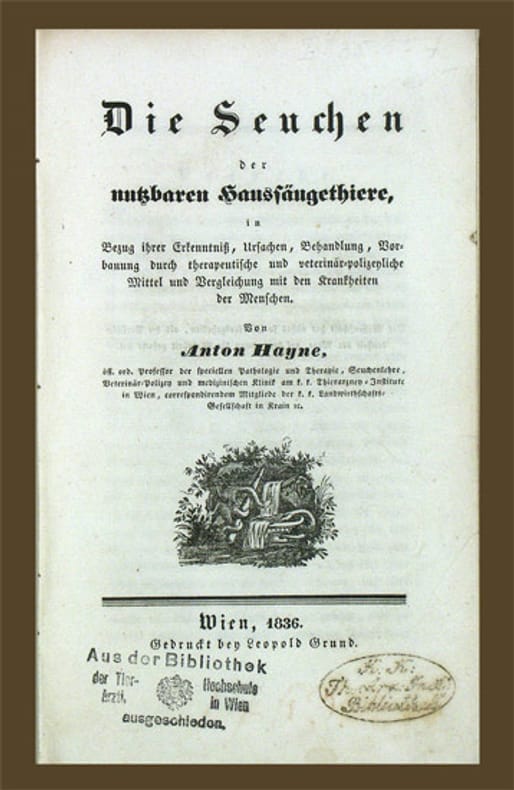 Die Seuchen
der
nutzbaren Haussäugethiere,
in
Bezug ihrer Erkenntniß, Ursachen, Behandlung, Vor-
bauung durch therapeutische und veterinär-polizeyliche
Mittel und Vergleichung mit den Krankheiten
der Menschen.
Von
Anton Hayne,
öff. ord. Professor der speciellen Pathologie und Therapie, Seuchenlehre,
Veterinär-Polizey und medizinischen Klinik am k. k. Thierarzney-Institute
in Wien, correspondirendem Mitgliede der k. k. Landwirthschafts-
Gesellschaft in Krain ꝛc.
Wien, 1836.
Gedruckt bey Leopold Grund.
Aus der Bibliothek
der Tier- Hochschule
ärztl. in Wien
ausgeschieden.
K. K.
Bibliothek